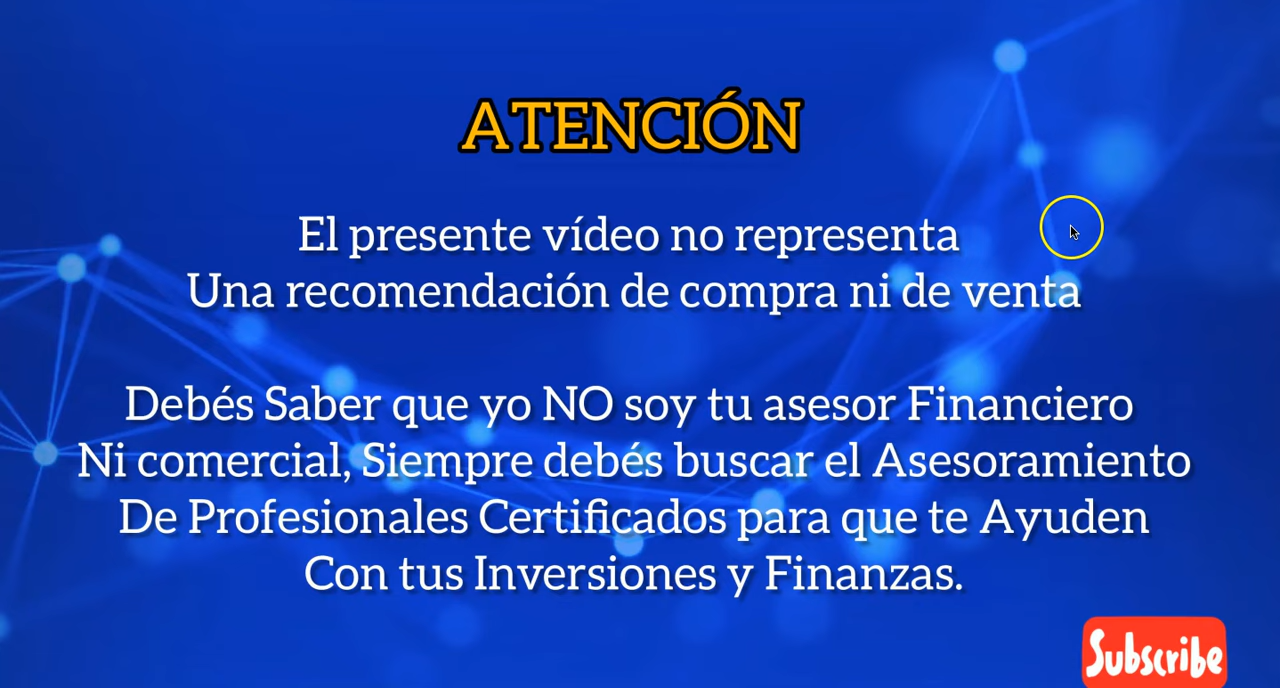 ATENCIÓN
El presente vídeo no representa
Una recomendación de compra ni de venta
Debés Saber que yo NO soy tu asesor Financiero
Ni comercial, Siempre debés buscar el Asesoramiento
De Profesionales Certificados para que te Ayuden
Con tus Inversiones y Finanzas.
Subscribe